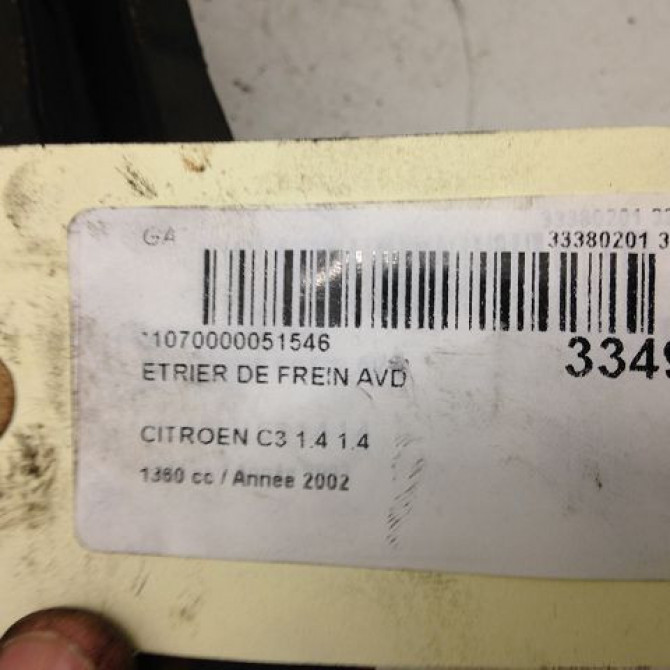 GA
33380201 3
*1070000051546
3349
ETRIER DE FREIN AVD
CITROEN C3 1.4 1.4
1360 cc / Annee 2002